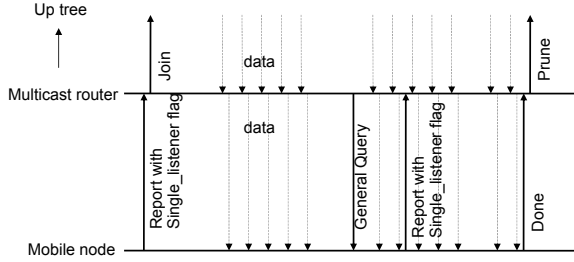 Up tree
Join
data
Prune
Multicast router
data
Report with
Single_listener flag
General Query
Report with
Single_listener flag
Done
Mobile node